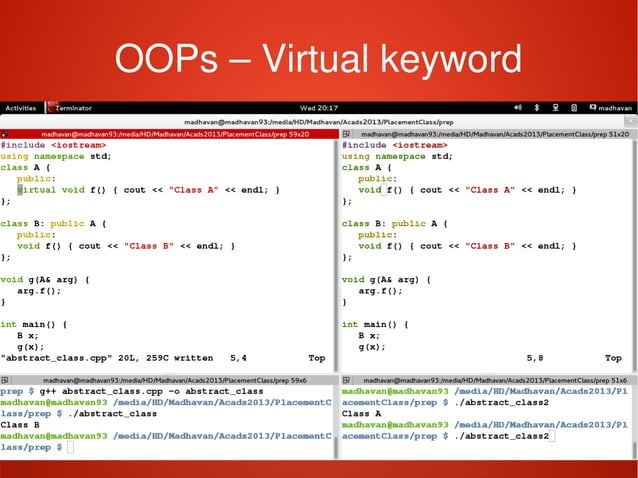 OOPs – Virtual keyword
Activities Terminator Wed 20:17 madhavan
madhavan@madhavan93:/media/HD/Madhavan/Acads2013/PlacementClass/prep
madhavan@madhavan93:/media/HD/Madhavan/Acads2013/PlacementClass/prep 59x20
#include <iostream>
using namespace std;
class A {
public:
virtual void f() { cout << "Class A" << endl; }
};
class B: public A {
public:
void f() { cout << "Class B" << endl; }
};
void g(A& arg) {
arg.f();
}
int main() {
B x;
g(x);
"abstract_class.cpp" 20L, 259C written 5,4 Top
madhavan@madhavan93:/media/HD/Madhavan/Acads2013/PlacementClass/prep 51x20
#include <iostream>
using namespace std;
class A {
public:
void f() { cout << "Class A" << endl; }
};
class B: public A {
public:
void f() { cout << "Class B" << endl; }
};
void g(A& arg) {
arg.f();
}
int main() {
B x;
g(x);
5,8 Top
madhavan@madhavan93:/media/HD/Madhavan/Acads2013/PlacementClass/prep 59x6
prep $ g++ abstract_class.cpp -o abstract_class
madhavan@madhavan93 /media/HD/Madhavan/Acads2013/PlacementC
lass/prep $ ./abstract_class
Class B
madhavan@madhavan93 /media/HD/Madhavan/Acads2013/PlacementC
lass/prep $
madhavan@madhavan93:/media/HD/Madhavan/Acads2013/PlacementClass/prep 51x6
madhavan@madhavan93 /media/HD/Madhavan/Acads2013/Pl
acementClass/prep $ ./abstract_class2
Class A
madhavan@madhavan93 /media/HD/Madhavan/Acads2013/Pl
acementClass/prep $ ./abstract_class2